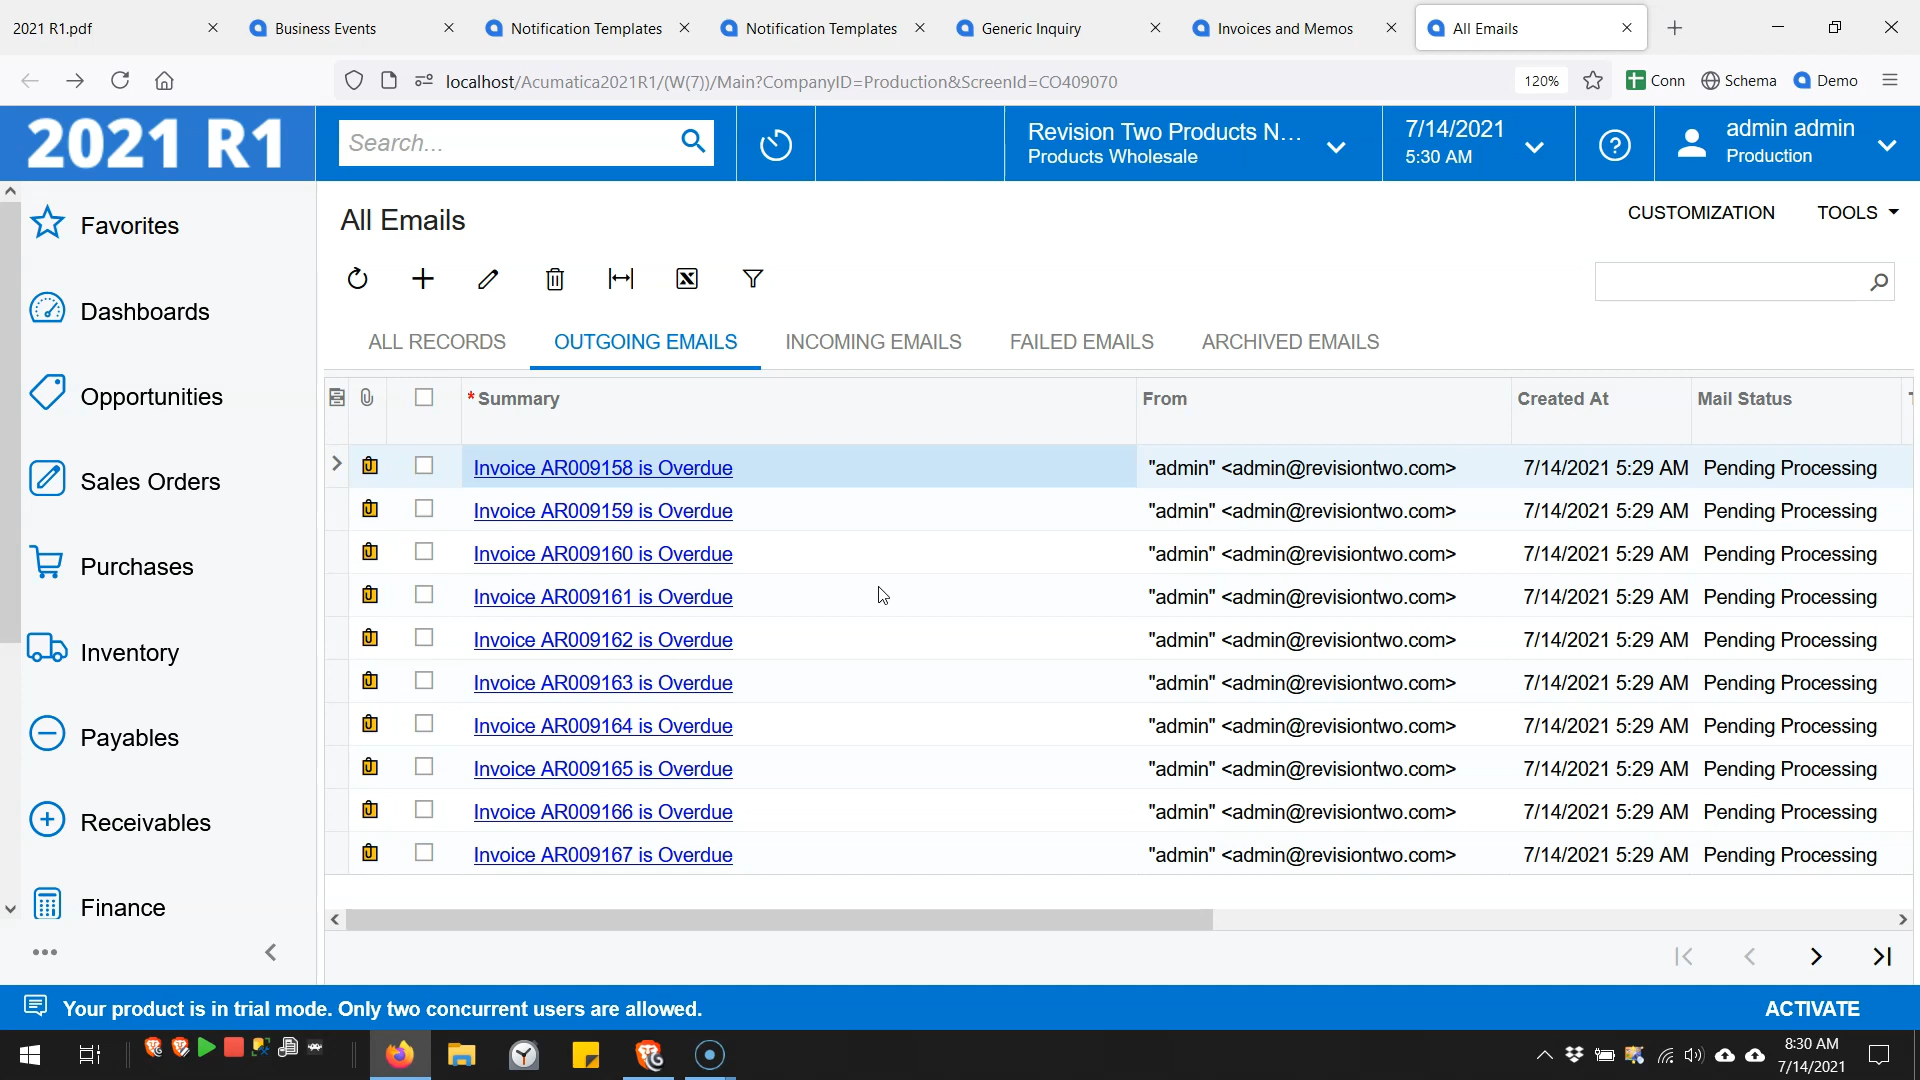 2021 R1.pdf
Business Events
Notification Templates
Notification Templates
Generic Inquiry
Invoices and Memos
All Emails
localhost/Acumatica2021R1/(W(7))/Main?CompanyID=Production&ScreenId=CO409070
120%
Conn
Schema
Demo
2021 R1
Search...
Revision Two Products N...
Products Wholesale
7/14/2021
5:30 AM
admin admin
Production
Favorites
Dashboards
Opportunities
Sales Orders
Purchases
Inventory
Payables
Receivables
Finance
All Emails
CUSTOMIZATION
TOOLS
ALL RECORDS
OUTGOING EMAILS
INCOMING EMAILS
FAILED EMAILS
ARCHIVED EMAILS
* Summary From Created At Mail Status
Invoice AR009158 is Overdue "admin" <admin@revisiontwo.com> 7/14/2021 5:29 AM Pending Processing
Invoice AR009159 is Overdue "admin" <admin@revisiontwo.com> 7/14/2021 5:29 AM Pending Processing
Invoice AR009160 is Overdue "admin" <admin@revisiontwo.com> 7/14/2021 5:29 AM Pending Processing
Invoice AR009161 is Overdue "admin" <admin@revisiontwo.com> 7/14/2021 5:29 AM Pending Processing
Invoice AR009162 is Overdue "admin" <admin@revisiontwo.com> 7/14/2021 5:29 AM Pending Processing
Invoice AR009163 is Overdue "admin" <admin@revisiontwo.com> 7/14/2021 5:29 AM Pending Processing
Invoice AR009164 is Overdue "admin" <admin@revisiontwo.com> 7/14/2021 5:29 AM Pending Processing
Invoice AR009165 is Overdue "admin" <admin@revisiontwo.com> 7/14/2021 5:29 AM Pending Processing
Invoice AR009166 is Overdue "admin" <admin@revisiontwo.com> 7/14/2021 5:29 AM Pending Processing
Invoice AR009167 is Overdue "admin" <admin@revisiontwo.com> 7/14/2021 5:29 AM Pending Processing
Your product is in trial mode. Only two concurrent users are allowed.
ACTIVATE
8:30 AM
7/14/2021